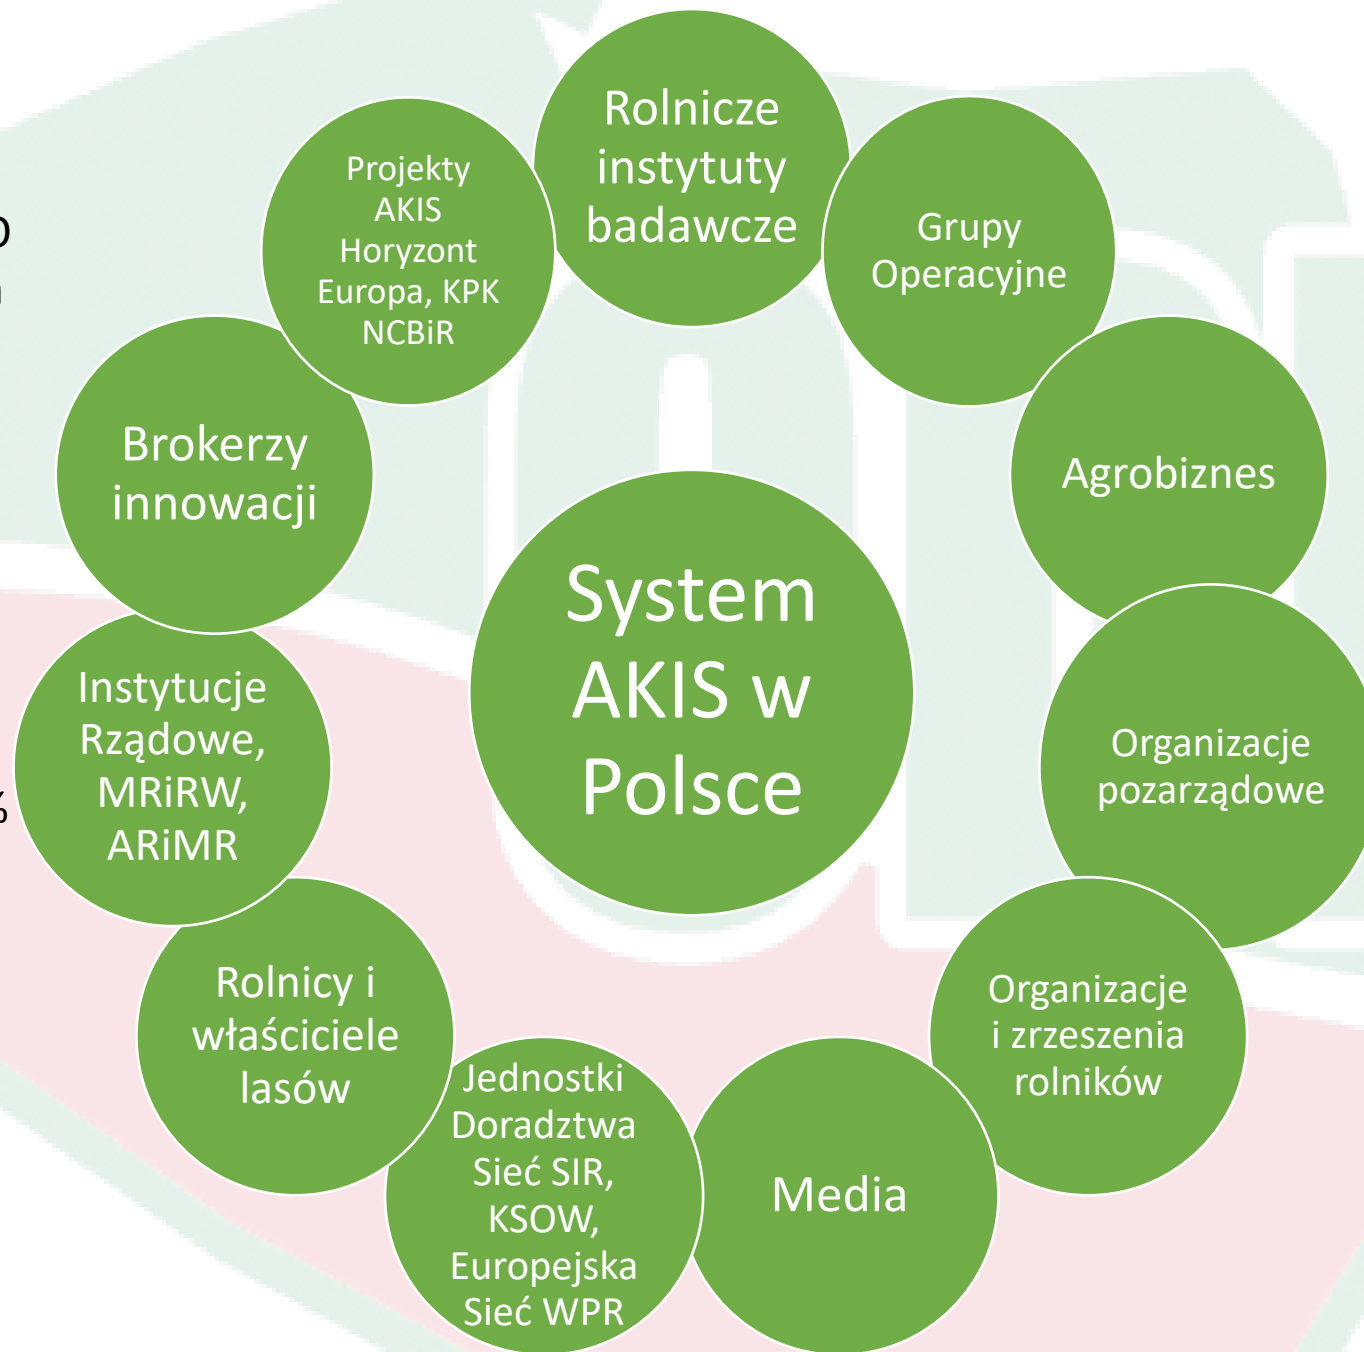 Rolnicze
instytuty
badawcze
Grupy
Operacyjne
Agrobiznes
Organizacje
pozarządowe
Organizacje
i zrzeszenia
rolników
Media
Jednostki
Doradztwa
Sieć SIR,
KSOW,
Europejska
Sieć WPR
Rolnicy i
właściciele
lasów
Instytucje
Rządowe,
MRiRW,
ARiMR
Brokerzy
innowacji
Projekty
AKIS
Horyzont
Europa, KPK
NCBiR
System
AKIS w
Polsce
%